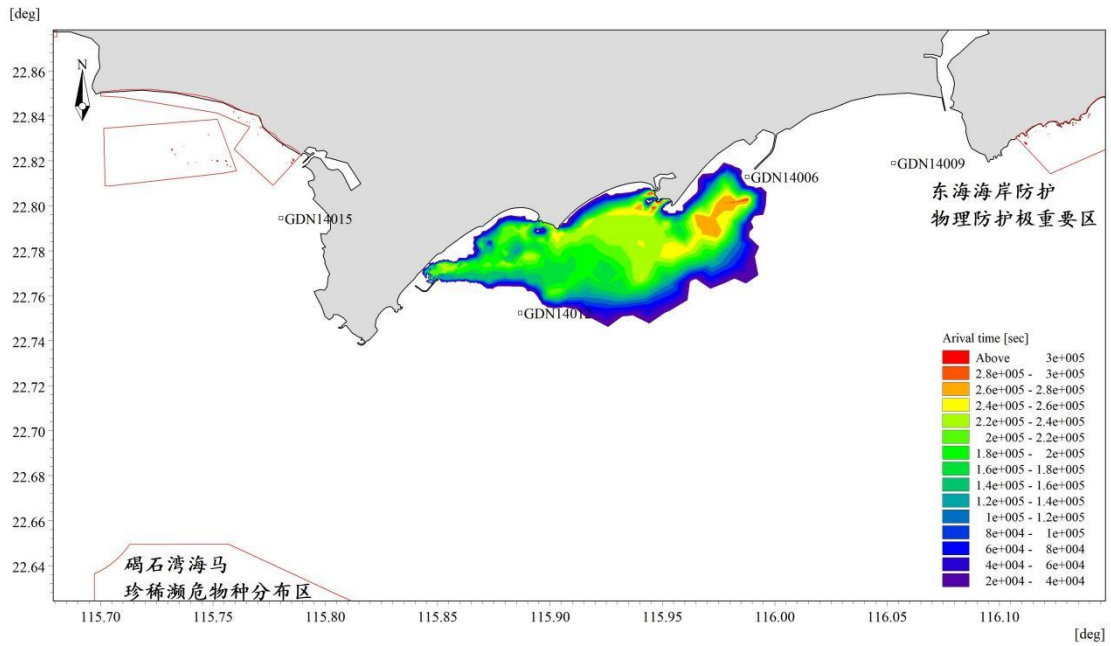 [deg]
22.86
22.84
22.82
22.80
22.78
22.76
22.74
22.72
22.70
22.68
22.66
22.64
N
GDN14015
GDN14012
GDN14006
GDN14009
东海海岸防护
物理防护极重要区
碣石湾海马
珍稀濒危物种分布区
Arival time [sec]
Above 3e+005
2.8e+005 - 3e+005
2.6e+005 - 2.8e+005
2.4e+005 - 2.6e+005
2.2e+005 - 2.4e+005
2e+005 - 2.2e+005
1.8e+005 - 2e+005
1.6e+005 - 1.8e+005
1.4e+005 - 1.6e+005
1.2e+005 - 1.4e+005
1e+005 - 1.2e+005
8e+004 - 1e+005
6e+004 - 8e+004
4e+004 - 6e+004
2e+004 - 4e+004
115.70 115.75 115.80 115.85 115.90 115.95 116.00 116.05 116.10
[deg]